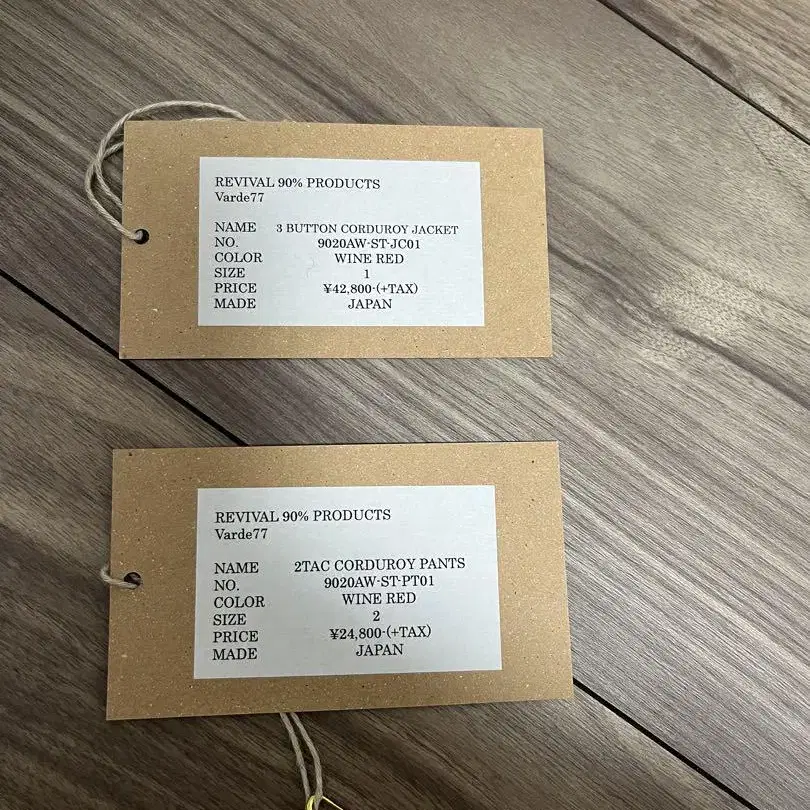 REVIVAL 90% PRODUCTS
Varde77
NAME 3 BUTTON CORDUROY JACKET
NO. 9020AW-ST-JC01
COLOR WINE RED
SIZE 1
PRICE ¥42,800-(+TAX)
MADE JAPAN
REVIVAL 90% PRODUCTS
Varde77
NAME 2TAC CORDUROY PANTS
NO. 9020AW-ST-PT01
COLOR WINE RED
SIZE 2
PRICE ¥24,800-(+TAX)
MADE JAPAN